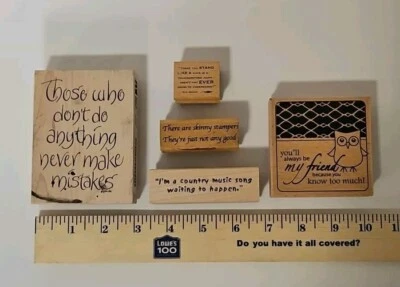 Those who
don't do
anything
never make
mistakes
There are skinny stampers
They're just not any good
"I'm a country music song
waiting to happen."
you'll
always be
my friend
because you
know too much!
1 2 3 4 5 6 7 8 9 10 1
LOWE'S
100
Do you have it all covered?